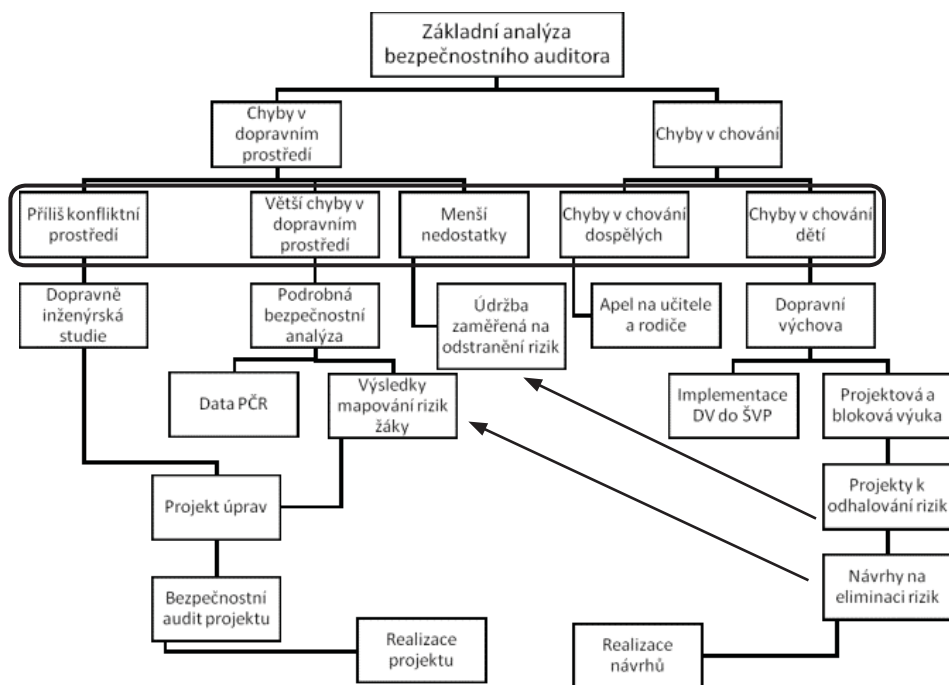 Základní analýza
bezpečnostního auditora
Chyby v
dopravním
prostředí
Chyby v chování
Příliš konfliktní
prostředí
Větší chyby v
dopravním
prostředí
Menší
nedostatky
Chyby v chování
dospělých
Chyby v chování
dětí
Dopravně
inženýrská
studie
Podrobná
bezpečnostní
analýza
Údržba
zaměřená na
odstranění rizik
Apel na učitele
a rodiče
Dopravní
výchova
Data PČR
Výsledky
mapování rizik
žáky
Implementace
DV do ŠVP
Projektová a
bloková výuka
Projekt úprav
Projekty k
odhalování rizik
Bezpečnostní
audit projektu
Návrhy na
eliminaci rizik
Realizace
projektu
Realizace
návrhů